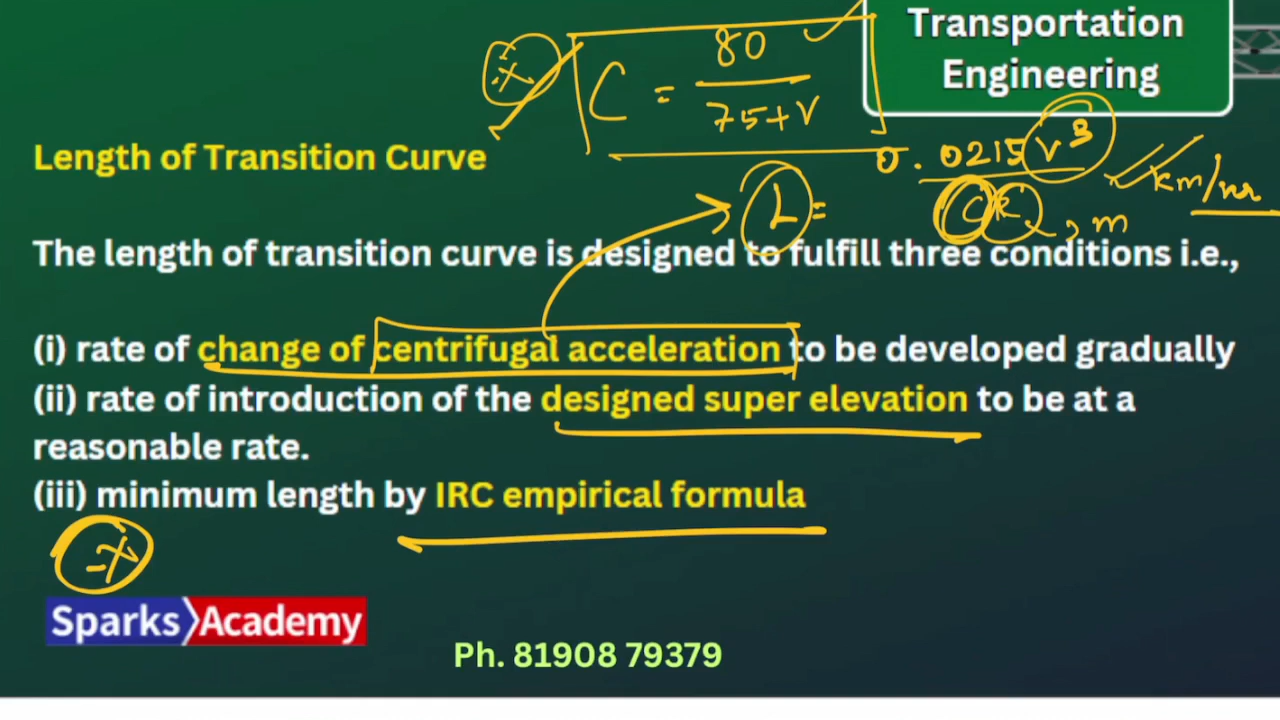 Transportation
Engineering
C = 80 / 75+V
Length of Transition Curve
L = 0.0215 V³ / CR, m
km/hr
The length of transition curve is designed to fulfill three conditions i.e.,
(i) rate of change of centrifugal acceleration to be developed gradually
(ii) rate of introduction of the designed super elevation to be at a
reasonable rate.
(iii) minimum length by IRC empirical formula
Sparks Academy
Ph. 81908 79379